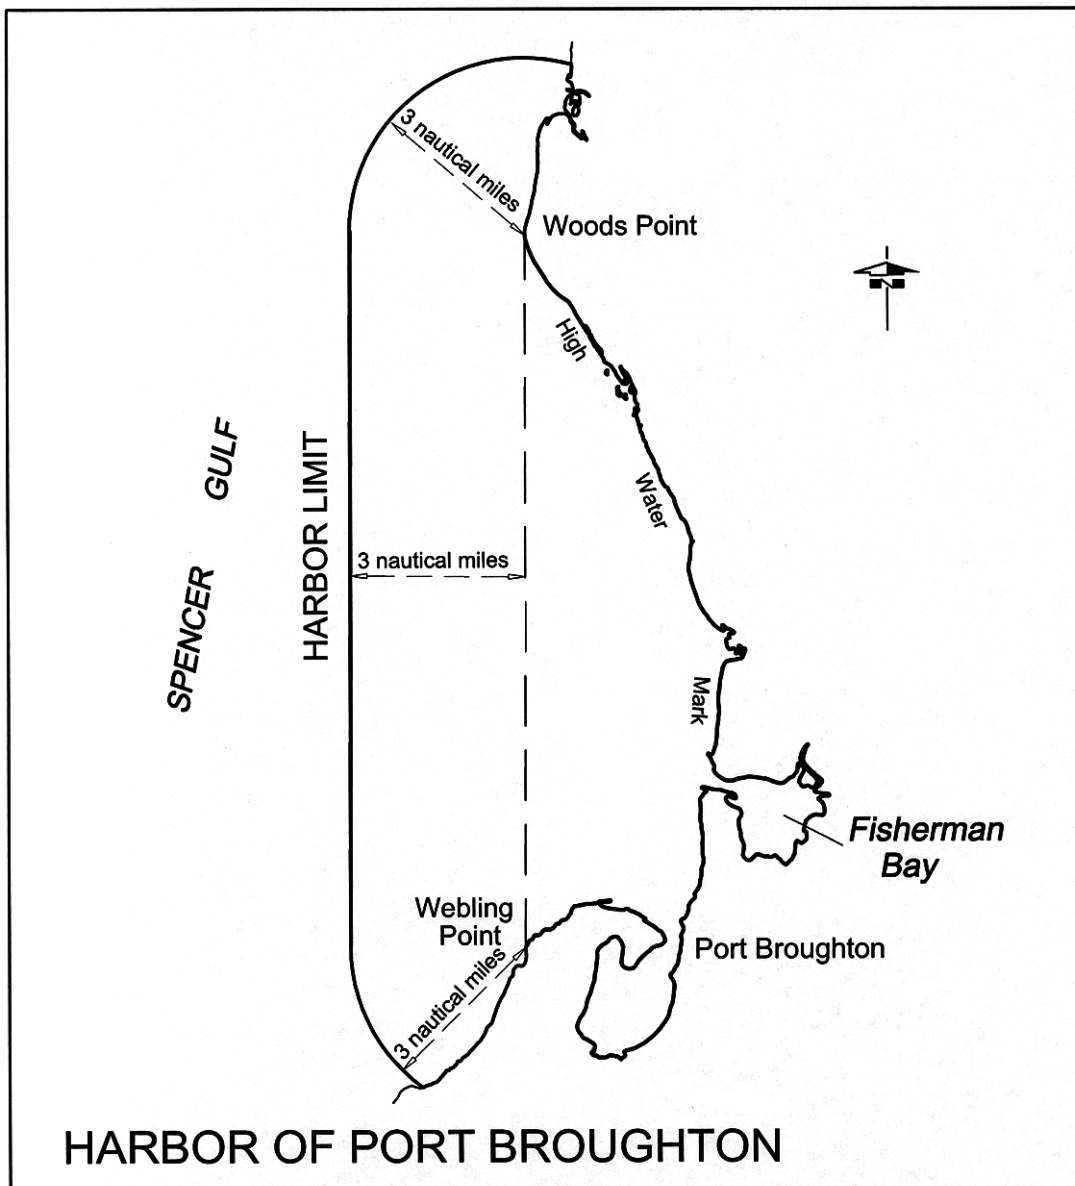 3 nautical miles
Woods Point
N
High
Water
Mark
SPENCER GULF
HARBOR LIMIT
3 nautical miles
Fisherman
Bay
Webling
Point
Port Broughton
3 nautical miles
HARBOR OF PORT BROUGHTON